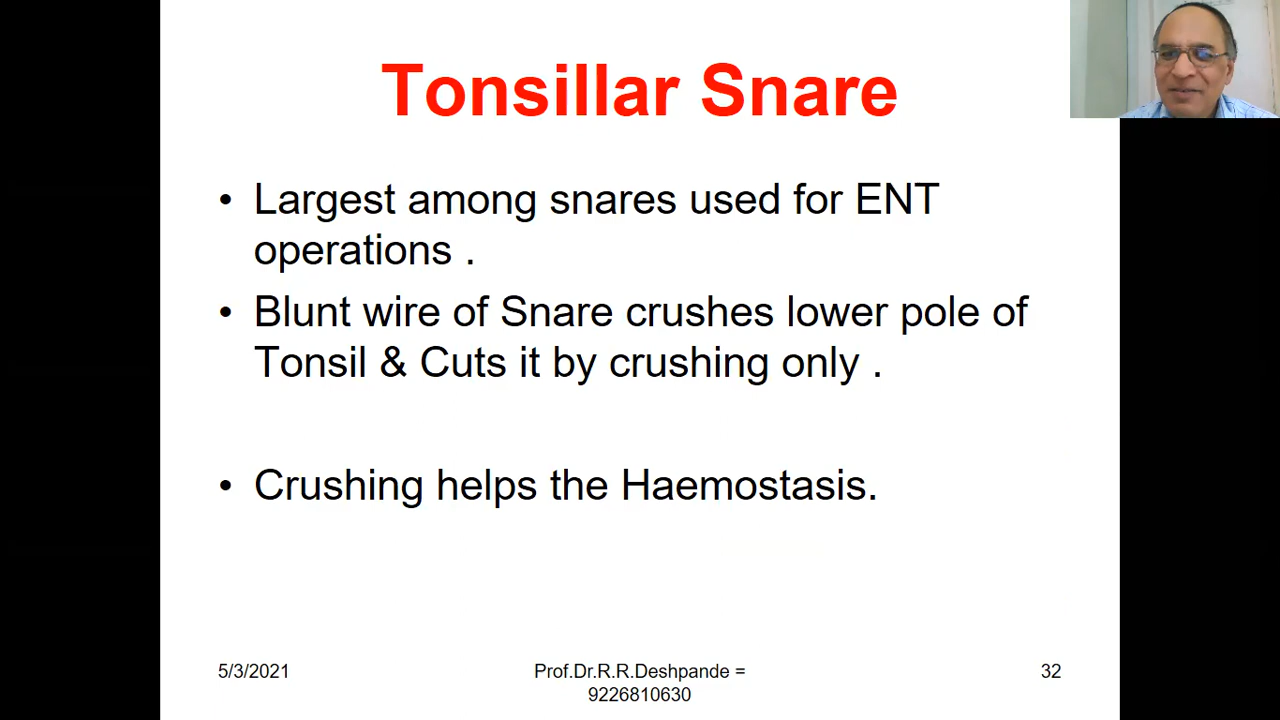 Tonsillar Snare
• Largest among snares used for ENT
operations .
• Blunt wire of Snare crushes lower pole of
Tonsil & Cuts it by crushing only .
• Crushing helps the Haemostasis.
5/3/2021
Prof.Dr.R.R.Deshpande =
9226810630
32